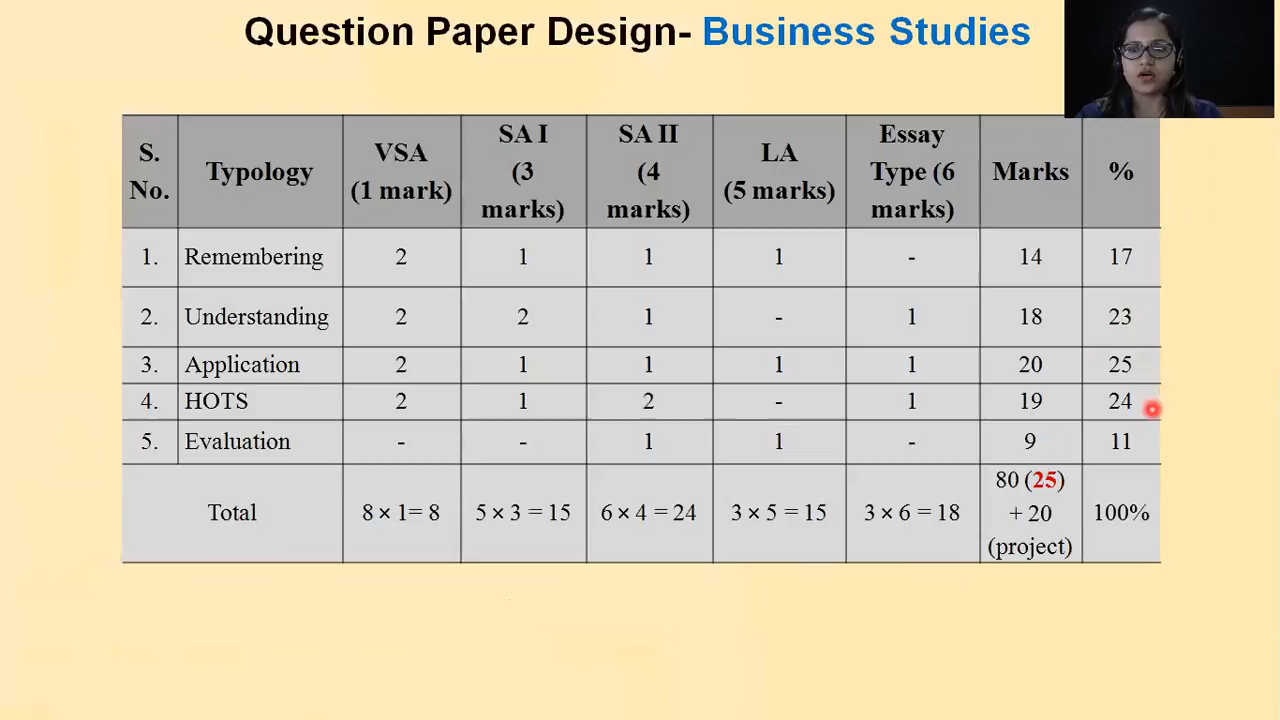 Question Paper Design- Business Studies
S. No. Typology VSA (1 mark) SA I (3 marks) SA II (4 marks) LA (5 marks) Essay Type (6 marks) Marks %
1. Remembering 2 1 1 1 - 14 17
2. Understanding 2 2 1 - 1 18 23
3. Application 2 1 1 1 1 20 25
4. HOTS 2 1 2 - 1 19 24
5. Evaluation - - 1 1 - 9 11
Total 8 × 1= 8 5 × 3 = 15 6 × 4 = 24 3 × 5 = 15 3 × 6 = 18 80 (25) + 20 (project) 100%